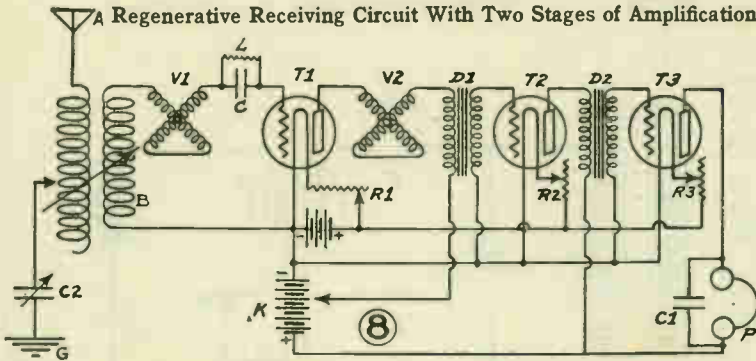 A Regenerative Receiving Circuit With Two Stages of Amplification
L
V1 T1 V2 D1 T2 D2 T3
C
R1 R2 R3
B
- +
-
C2 K 8 C1 P
+
G